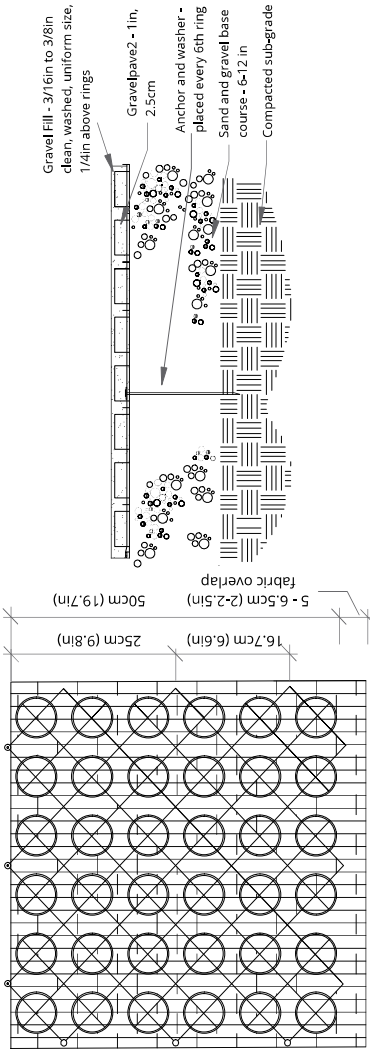 Gravel Fill - 3/16in to 3/8in
clean, washed, uniform size,
1/4in above rings
Gravelpave2 - 1in,
2.5cm
Anchor and washer -
placed every 6th ring
Sand and gravel base
course - 6-12 in
Compacted sub-grade
5 - 6.5cm (2-2.5in)
fabric overlap
50cm (19.7in)
16.7cm (6.6in)
25cm (9.8in)